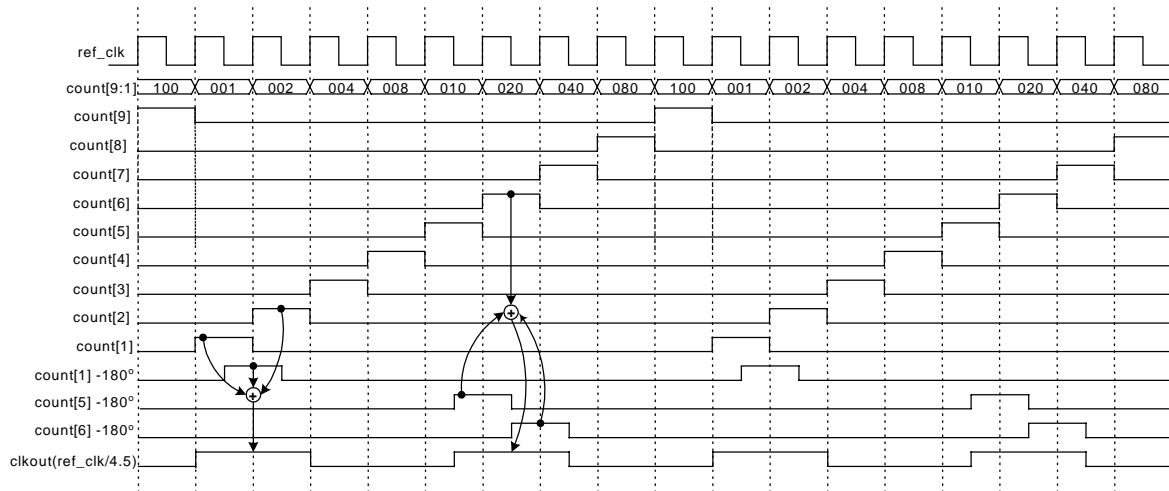 ref_clk
count[9:1] 100 001 002 004 008 010 020 040 080 100 001 002 004 008 010 020 040 080
count[9]
count[8]
count[7]
count[6]
count[5]
count[4]
count[3]
count[2]
count[1]
count[1] -180°
count[5] -180°
count[6] -180°
clkout(ref_clk/4.5)